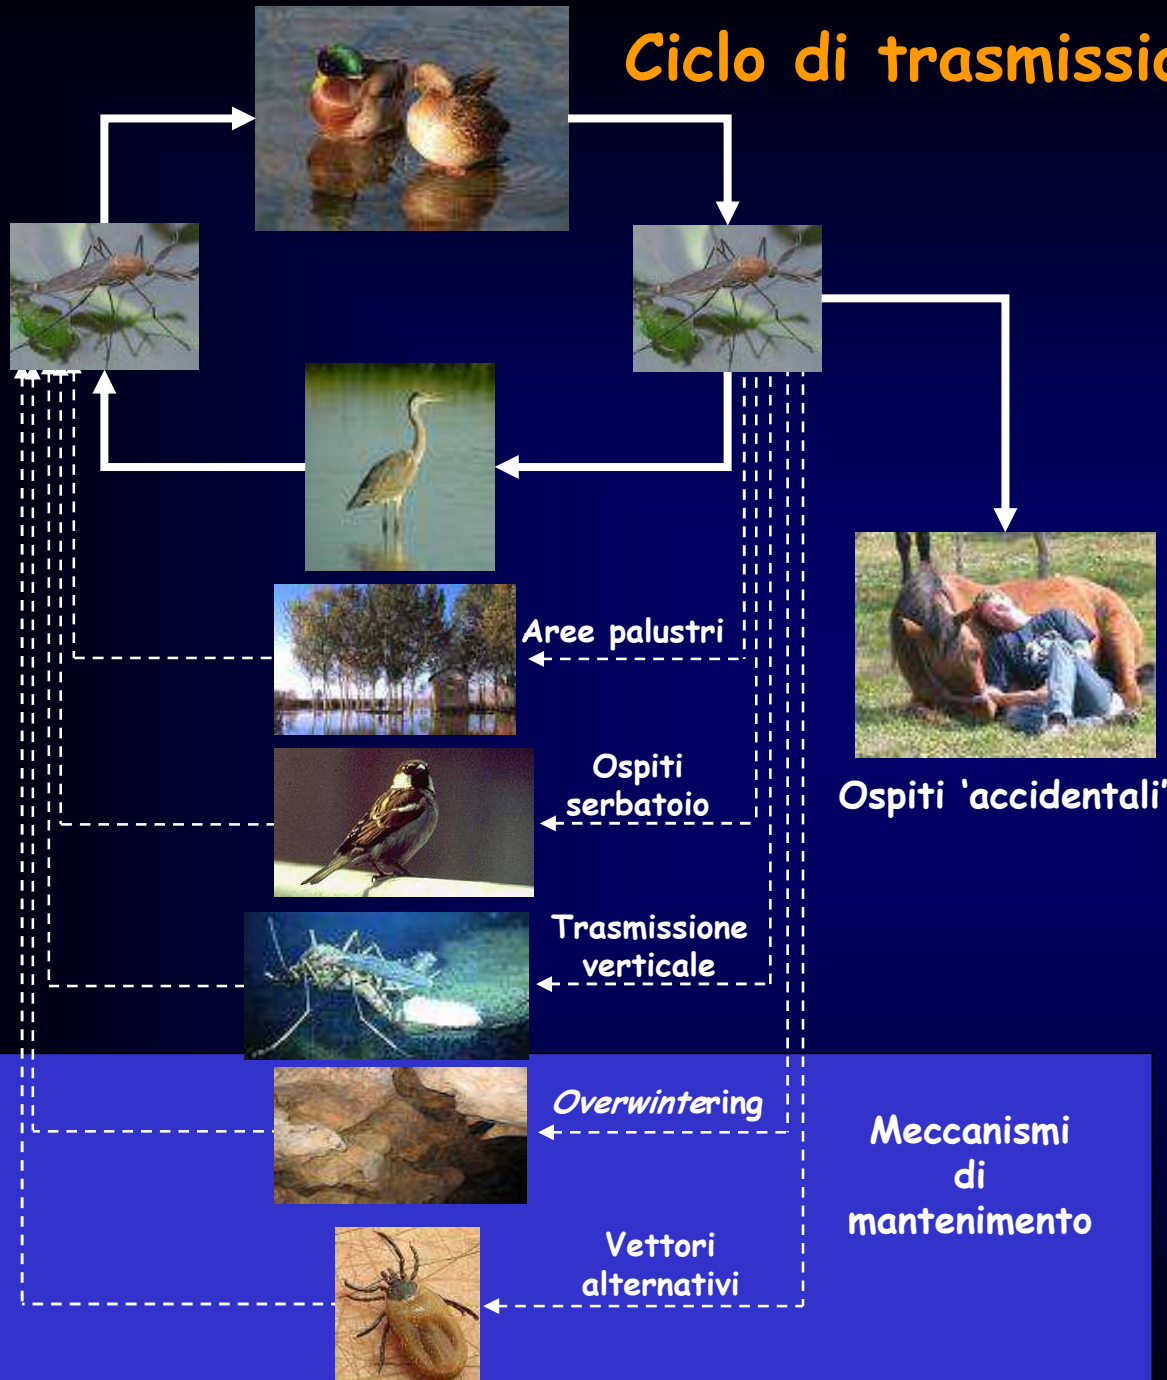 Ciclo di trasmissio
Aree palustri
Ospiti
serbatoio
Ospiti ‘accidentali’
Trasmissione
verticale
Overwintering
Meccanismi
di
mantenimento
Vettori
alternativi